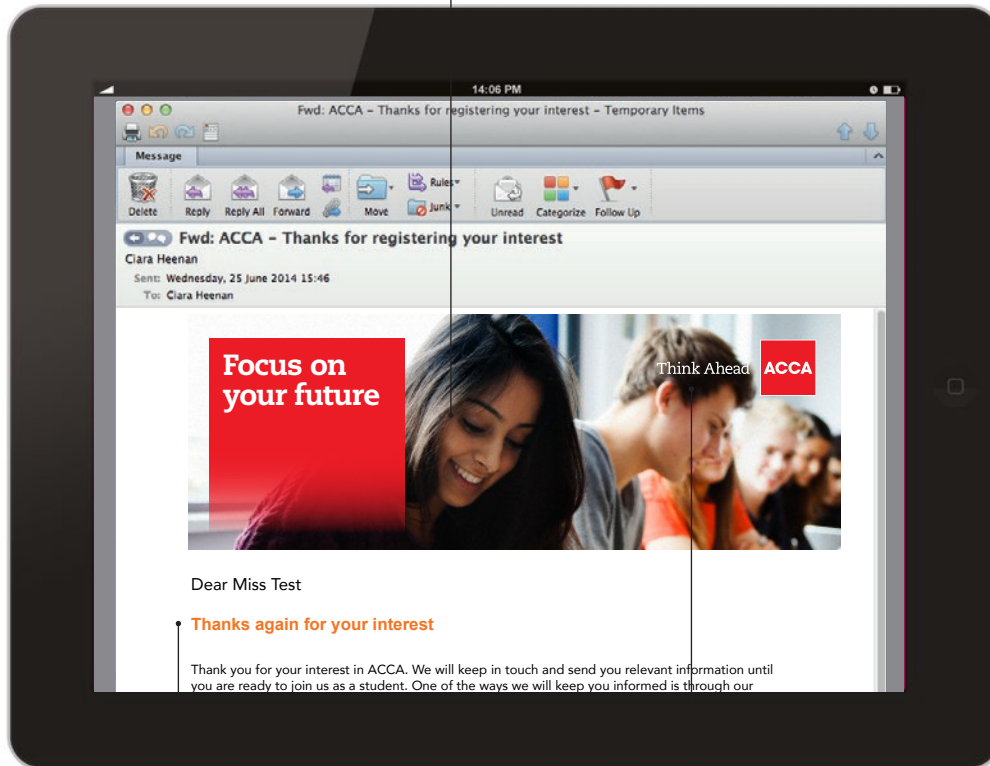 14:06 PM
Fwd: ACCA – Thanks for registering your interest – Temporary Items
Message
Delete Reply Reply All Forward Move Rules Junk Unread Categorize Follow Up
Fwd: ACCA – Thanks for registering your interest
Ciara Heenan
Sent: Wednesday, 25 June 2014 15:46
To: Ciara Heenan
Focus on
your future
Think Ahead ACCA
Dear Miss Test
Thanks again for your interest
Thank you for your interest in ACCA. We will keep in touch and send you relevant information until
you are ready to join us as a student. One of the ways we will keep you informed is through our